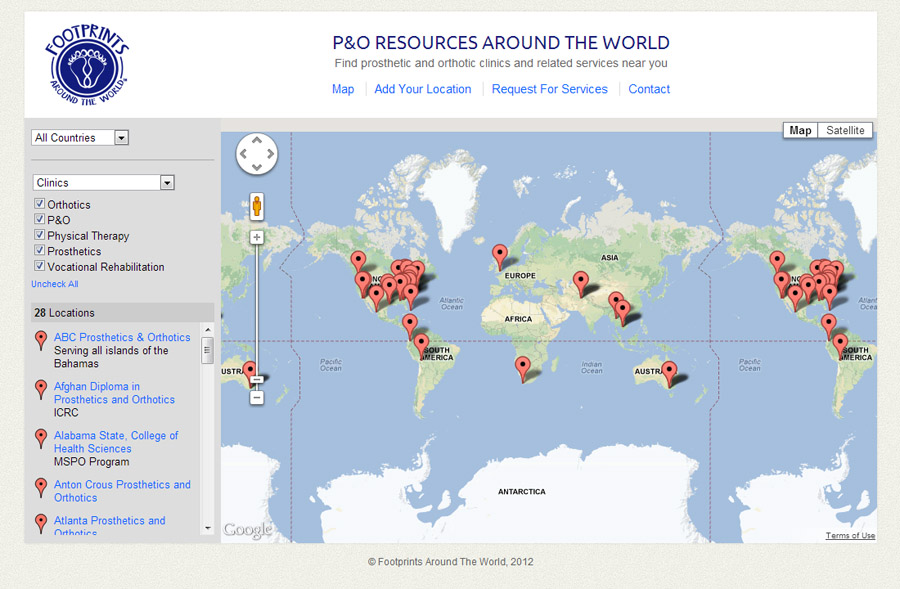 FOOTPRINTS
AROUND THE WORLD
P&O RESOURCES AROUND THE WORLD
Find prosthetic and orthotic clinics and related services near you
Map
Add Your Location
Request For Services
Contact
All Countries
Clinics
Orthotics
P&O
Physical Therapy
Prosthetics
Vocational Rehabilitation
Uncheck All
28 Locations
ABC Prosthetics & Orthotics
Serving all islands of the
Bahamas
Afghan Diploma in
Prosthetics and Orthotics
ICRC
Alabama State, College of
Health Sciences
MSPO Program
Anton Crous Prosthetics and
Orthotics
Atlanta Prosthetics and
Orthotics
Map
Satellite
ASIA
EUROPE
Atlantic
Ocean
AFRICA
SOUTH
AMERICA
Pacific
Ocean
Indian
Ocean
Pacific
Ocean
SOUTH
AMERICA
Atlantic
Ocean
ANTARCTICA
Google
Terms of Use
© Footprints Around The World, 2012